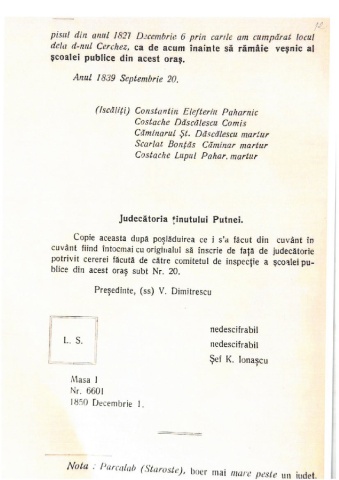 pisul din anul 1827 Decembrie 6 prin carile am cumpărat locul
dela d-nul Cerchez, ca de acum înainte să rămâie veșnic al
școalei publice din acest oraș.
Anul 1839 Septembrie 20.
(Iscăliți) Constantin Elefterin Paharnic
Costache Dăscălescu Comis
Căminarul Șt. Dăscălescu martur
Scarlat Bontăș Căminar martur
Costache Lupul Pahar. martur
Judecătoria ținutului Putnei.
Copie aceasta după poslăduirea ce i s'a făcut din cuvânt în
cuvânt fiind întocmai cu originalul să înscrie de față de judecătorie
potrivit cererei făcută de către comitetul de inspecție a școalei pu-
blice din acest oraș subt Nr. 20.
Președinte, (ss) V. Dimitrescu
L. S.
nedescifrabil
nedescifrabil
Șef K. Ionașcu
Masa I
Nr. 6601
1850 Decembrie 1.
Nota : Parcalab (Staroste), boer mai mare peste un județ.